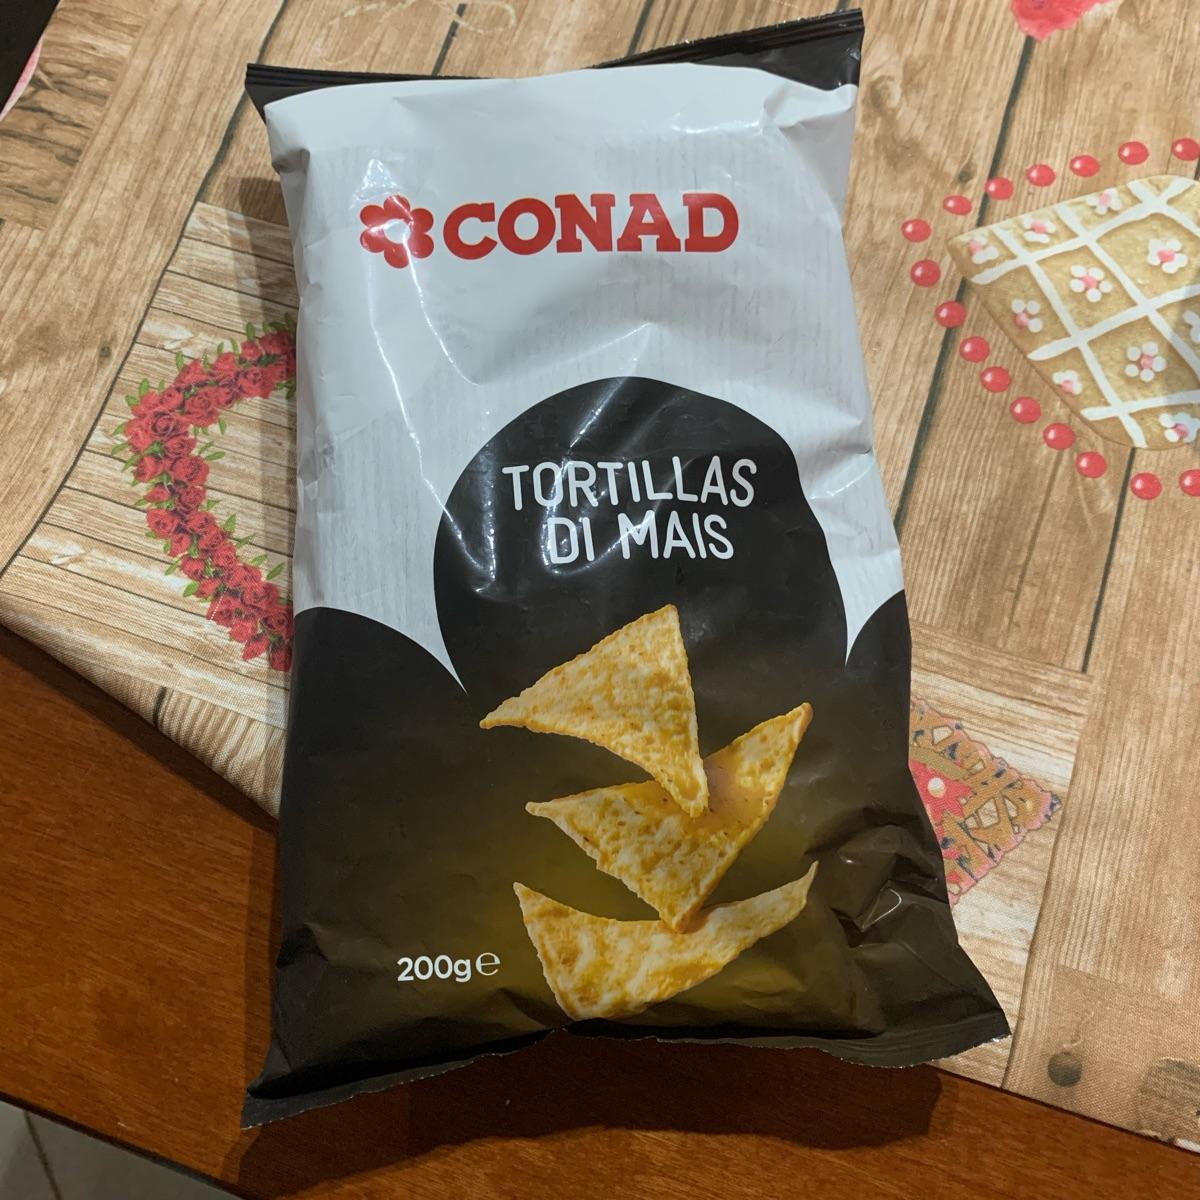 CONAD
TORTILLAS
DI MAIS
200g℮